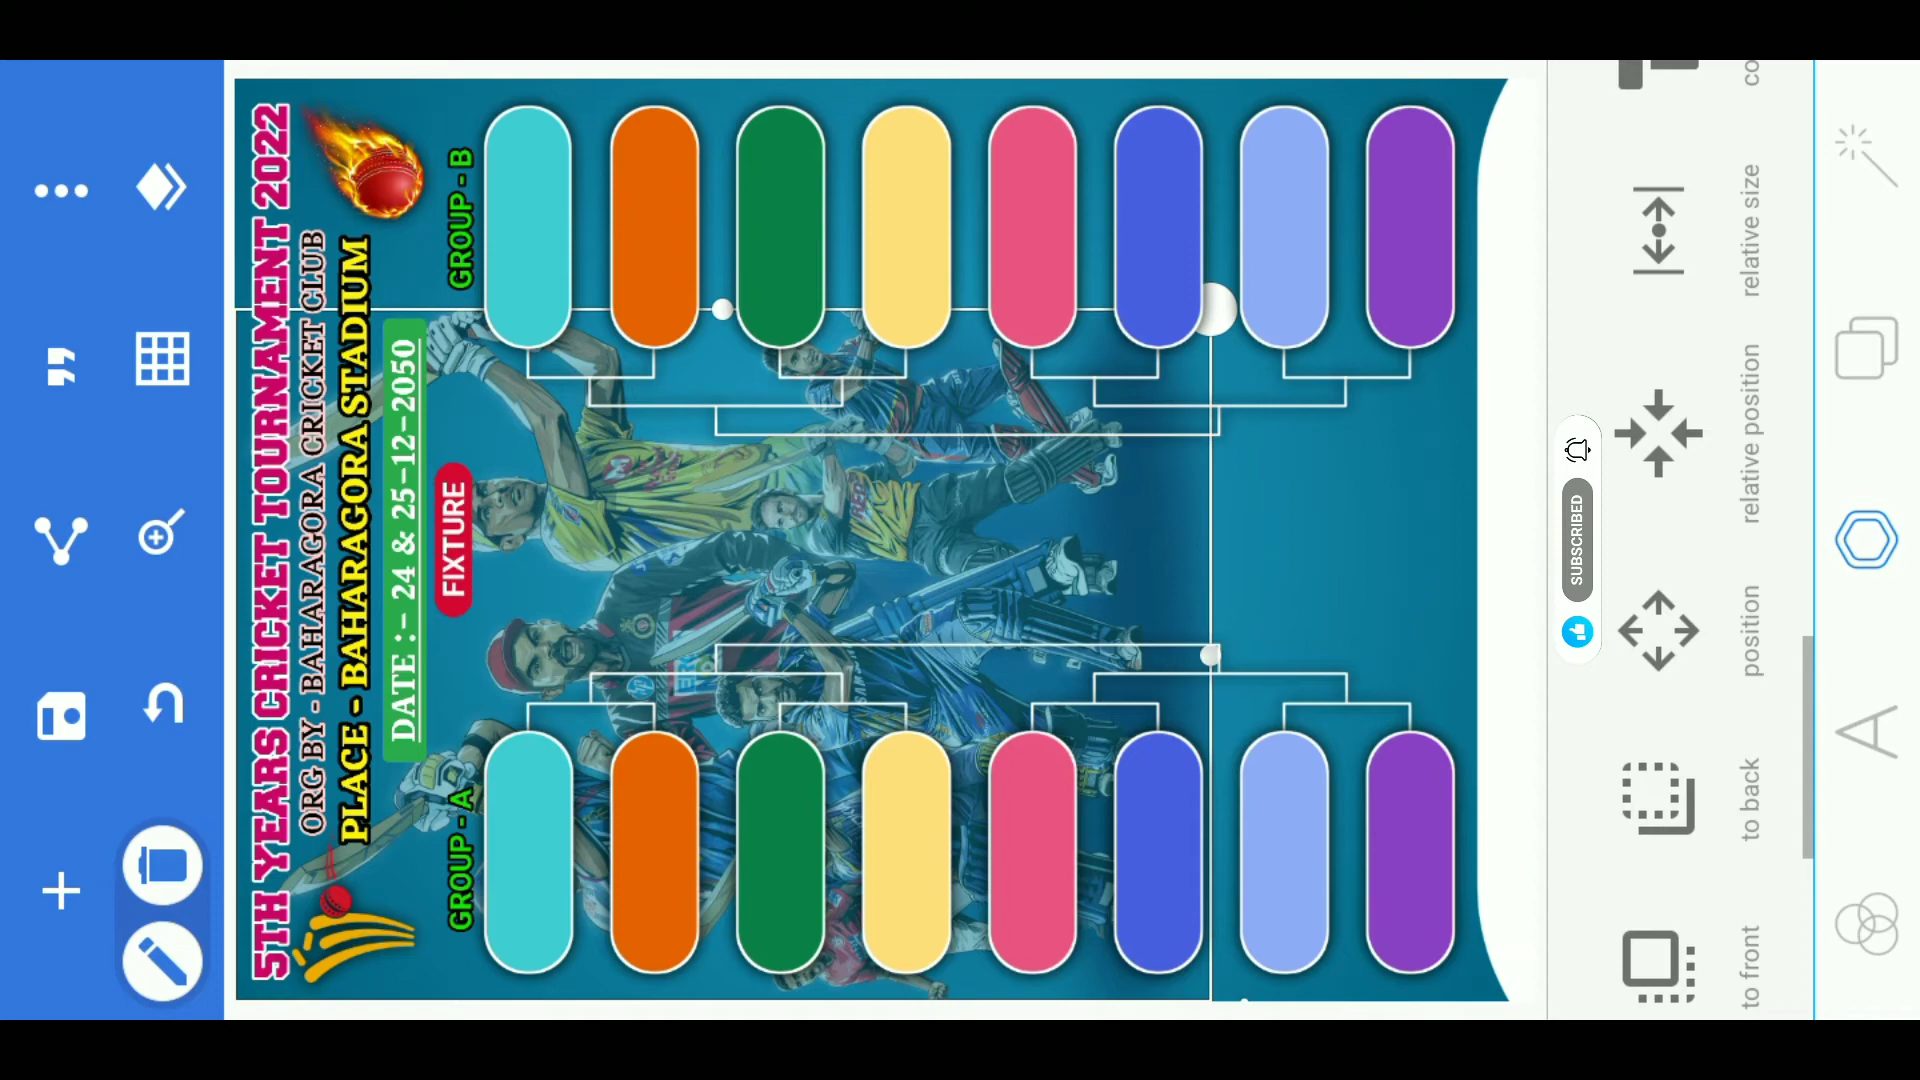 5TH YEARS CRICKET TOURNAMENT 2022
ORG BY - BAHARAGORA CRICKET CLUB
PLACE - BAHARAGORA STADIUM
DATE :- 24 & 25-12-2050
FIXTURE
GROUP - A
GROUP - B
SUBSCRIBED
to front
to back
position
relative position
relative size
co